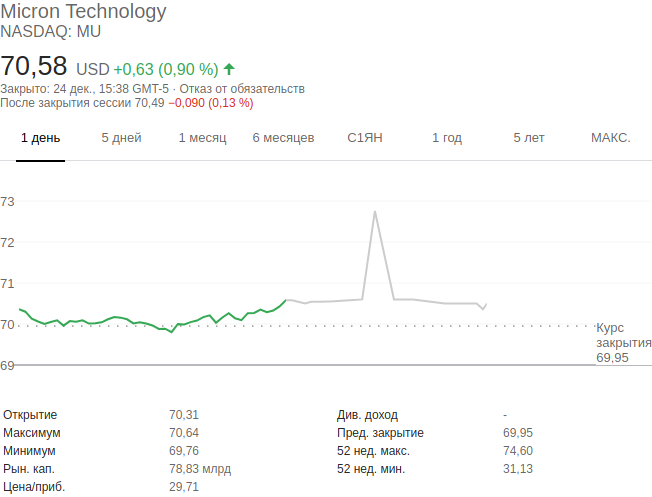 Micron Technology
NASDAQ: MU
70,58 USD +0,63 (0,90 %)
Закрыто: 24 дек., 15:38 GMT-5 · Отказ от обязательств
После закрытия сессии 70,49 −0,090 (0,13 %)
1 день 5 дней 1 месяц 6 месяцев С1ЯН 1 год 5 лет МАКС.
73
72
71
70
Курс
закрытия
69,95
69
Открытие 70,31 Див. доход -
Максимум 70,64 Пред. закрытие 69,95
Минимум 69,76 52 нед. макс. 74,60
Рын. кап. 78,83 млрд 52 нед. мин. 31,13
Цена/приб. 29,71